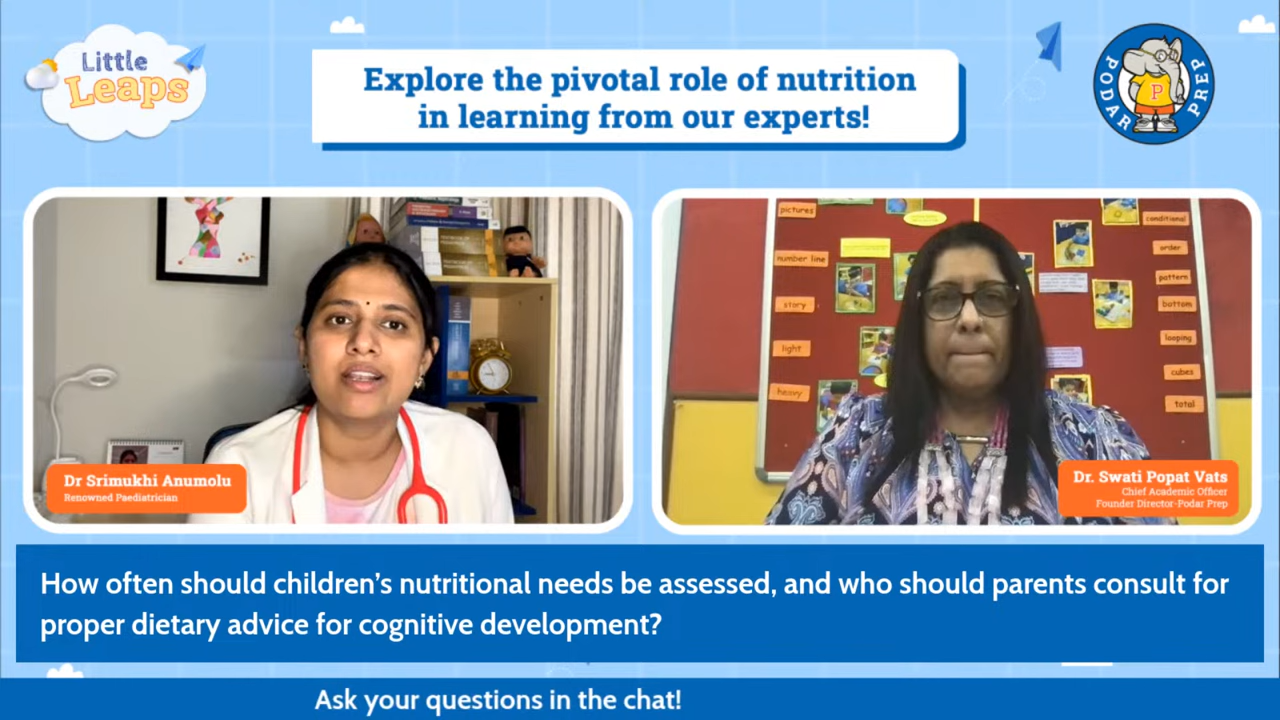 Little
Leaps
Explore the pivotal role of nutrition
in learning from our experts!
PODAR PREP
P
pictures
number line
story
light
heavy
conditional
order
pattern
bottom
looping
cubes
total
Dr Srimukhi Anumolu
Renowned Paediatrician
Dr. Swati Popat Vats
Chief Academic Officer
Founder Director-Podar Prep
How often should children's nutritional needs be assessed, and who should parents consult for
proper dietary advice for cognitive development?
Ask your questions in the chat!